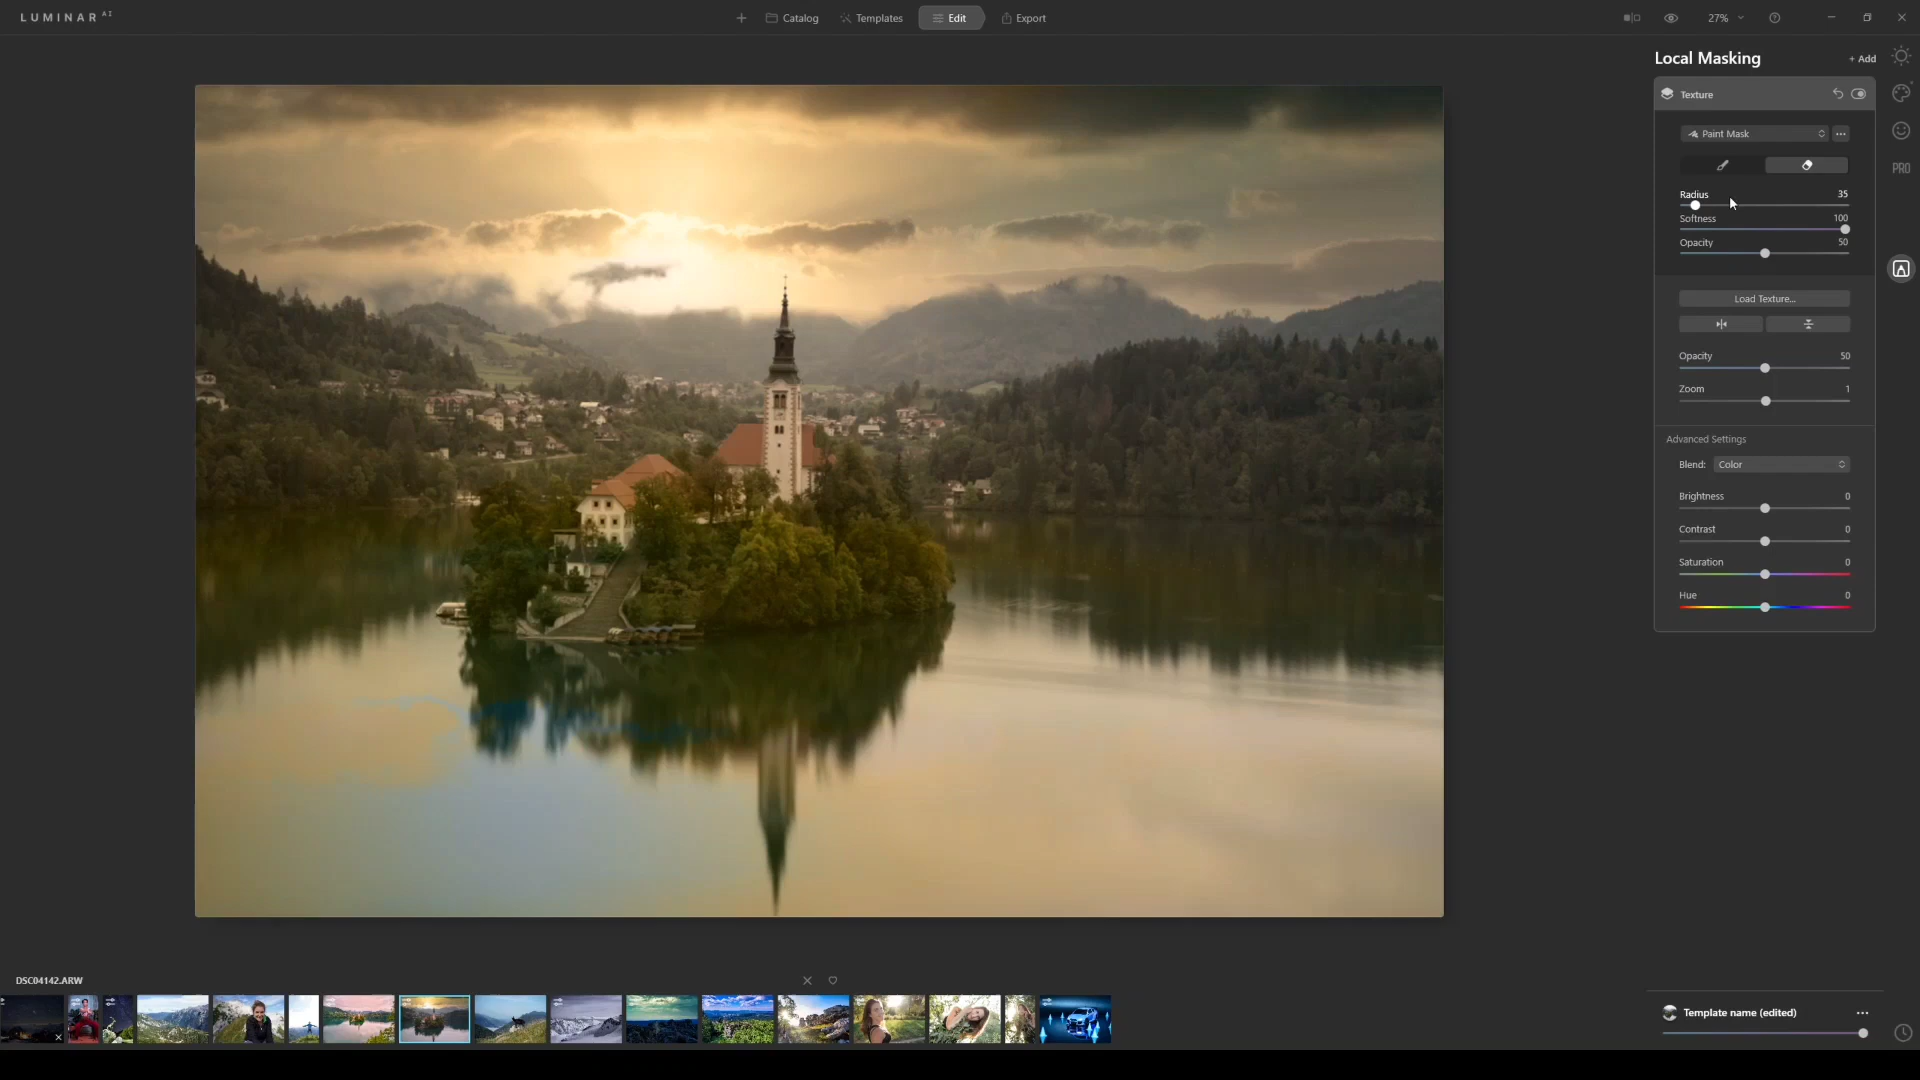 LUMINAR AI
Catalog
Templates
Edit
Export
27%
Local Masking
+ Add
Texture
Paint Mask
Radius 35
Softness 100
Opacity 50
PRO
Load Texture...
Opacity 50
Zoom 1
Advanced Settings
Blend: Color
Brightness 0
Contrast 0
Saturation 0
Hue 0
DSC04142.ARW
Template name (edited)